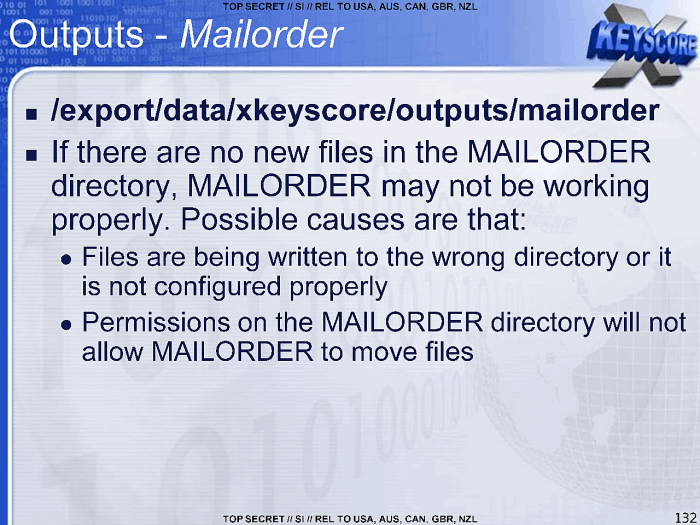 TOP SECRET // SI // REL TO USA, AUS, CAN, GBR, NZL
Outputs - Mailorder
X
KEYSCORE
/export/data/xkeyscore/outputs/mailorder
If there are no new files in the MAILORDER
directory, MAILORDER may not be working
properly. Possible causes are that:
Files are being written to the wrong directory or it
is not configured properly
Permissions on the MAILORDER directory will not
allow MAILORDER to move files
TOP SECRET // SI // REL TO USA, AUS, CAN, GBR, NZL
132